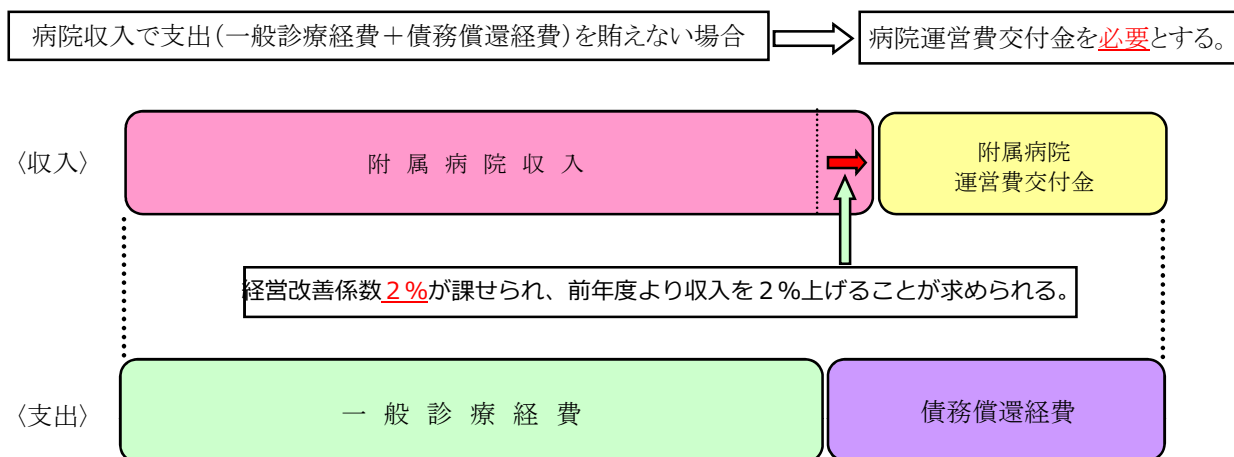 病院収入で支出(一般診療経費＋債務償還経費)を賄えない場合
病院運営費交付金を必要とする。
〈収入〉
附属病院収入
附属病院
運営費交付金
経営改善係数２％が課せられ、前年度より収入を２％上げることが求められる。
〈支出〉
一般診療経費
債務償還経費